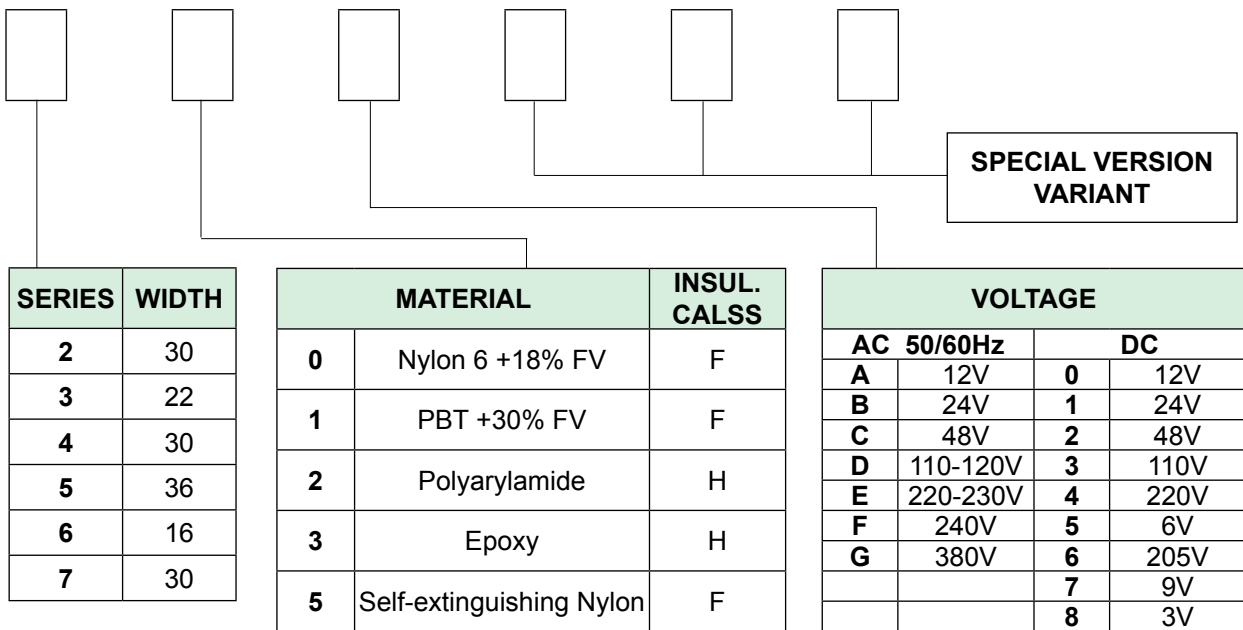 SPECIAL VERSION
VARIANT
SERIES WIDTH
2 30
3 22
4 30
5 36
6 16
7 30
MATERIAL INSUL.
CALSS
0 Nylon 6 +18% FV F
1 PBT +30% FV F
2 Polyarylamide H
3 Epoxy H
5 Self-extinguishing Nylon F
VOLTAGE
AC 50/60Hz DC
A 12V 0 12V
B 24V 1 24V
C 48V 2 48V
D 110-120V 3 110V
E 220-230V 4 220V
F 240V 5 6V
G 380V 6 205V
7 9V
8 3V